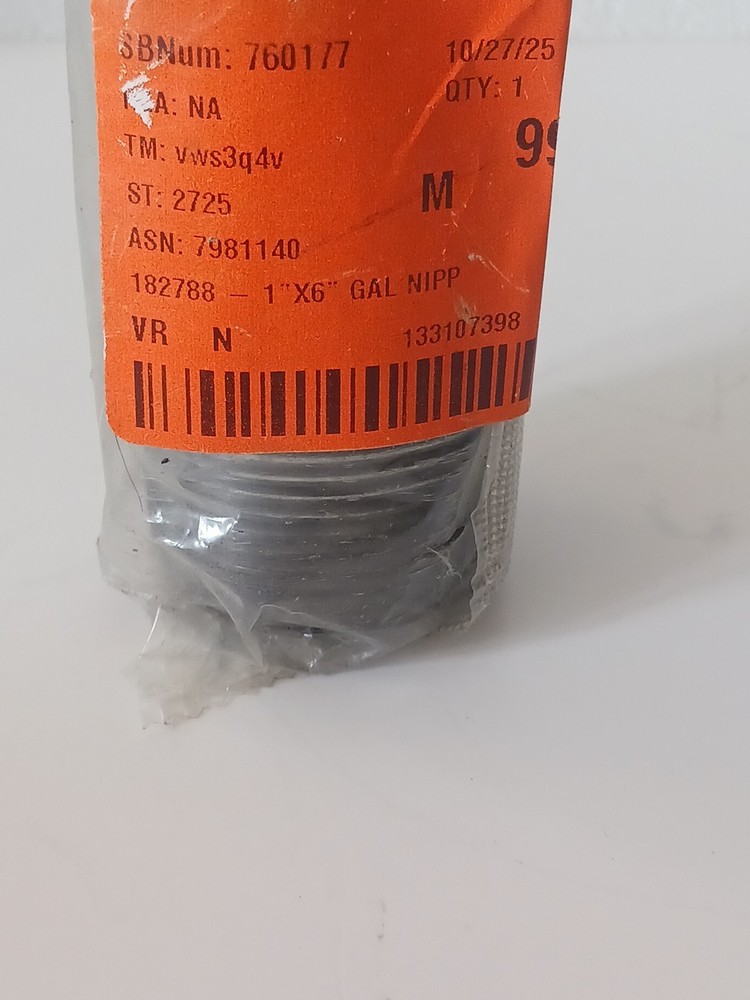 SBNum: 760177 10/27/25
A: NA QTY: 1
TM: vws3q4v 99
ST: 2725 M
ASN: 7981140
182788 — 1"X6" GAL NIPP
VR N 133107398